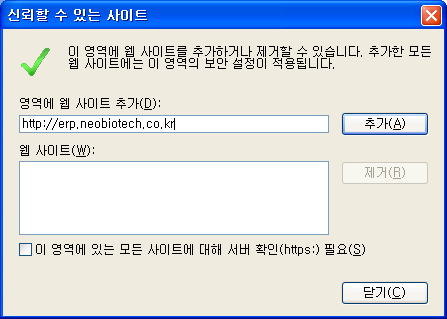 신뢰할 수 있는 사이트
이 영역에 웹 사이트를 추가하거나 제거할 수 있습니다. 추가한 모든
웹 사이트에는 이 영역의 보안 설정이 적용됩니다.
영역에 웹 사이트 추가(D):
http://erp.neobiotech.co.kr
추가(A)
웹 사이트(W):
제거(R)
이 영역에 있는 모든 사이트에 대해 서버 확인(https:) 필요(S)
닫기(C)